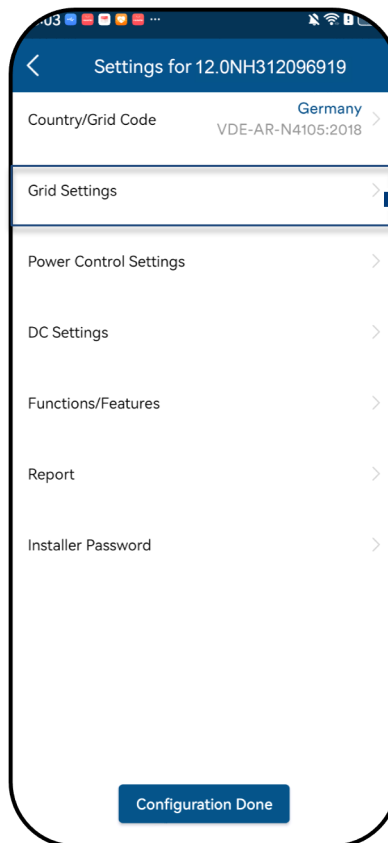 :03
Settings for 12.0NH312096919
Country/Grid Code
Germany
VDE-AR-N4105:2018
Grid Settings
Power Control Settings
DC Settings
Functions/Features
Report
Installer Password
Configuration Done